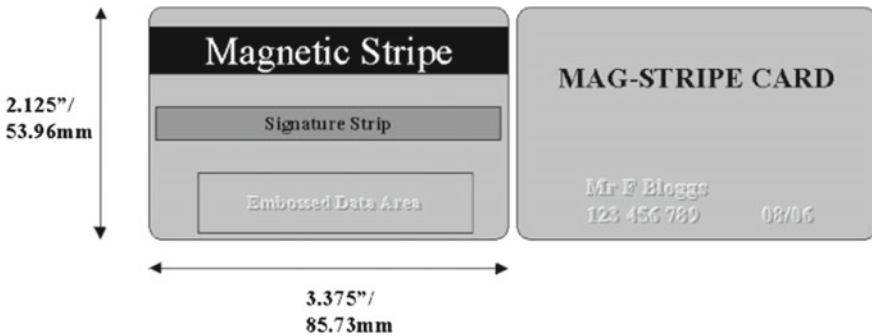 Magnetic Stripe
Signature Strip
Embossed Data Area
2.125”/
53.96mm
3.375”/
85.73mm
MAG-STRIPE CARD
Mr F Bloggs
123 456 789 08/06